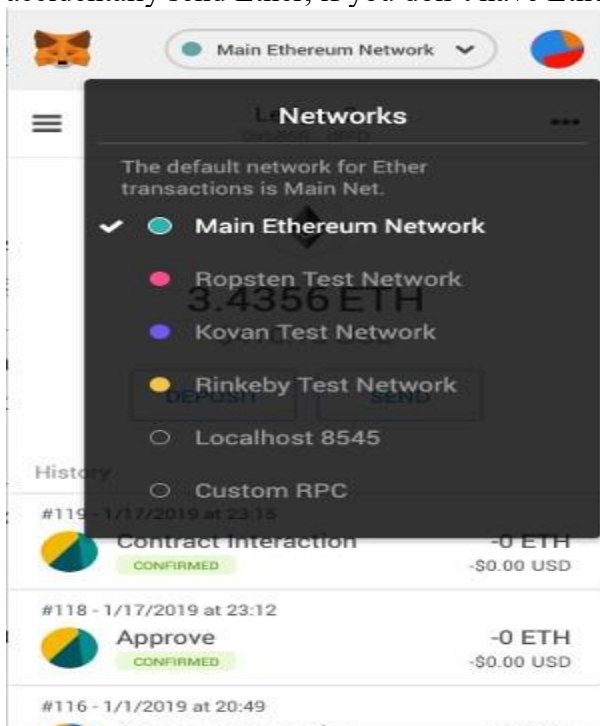 Main Ethereum Network
Networks
The default network for Ether
transactions is Main Net.
Main Ethereum Network
Ropsten Test Network
3.4356 ETH
Kovan Test Network
Rinkeby Test Network
DEPOSIT SEND
Localhost 8545
History
Custom RPC
#119 - 1/17/2019 at 23:15
Contract Interaction -0 ETH
CONFIRMED -$0.00 USD
#118 - 1/17/2019 at 23:12
Approve -0 ETH
CONFIRMED -$0.00 USD
#116 - 1/1/2019 at 20:49